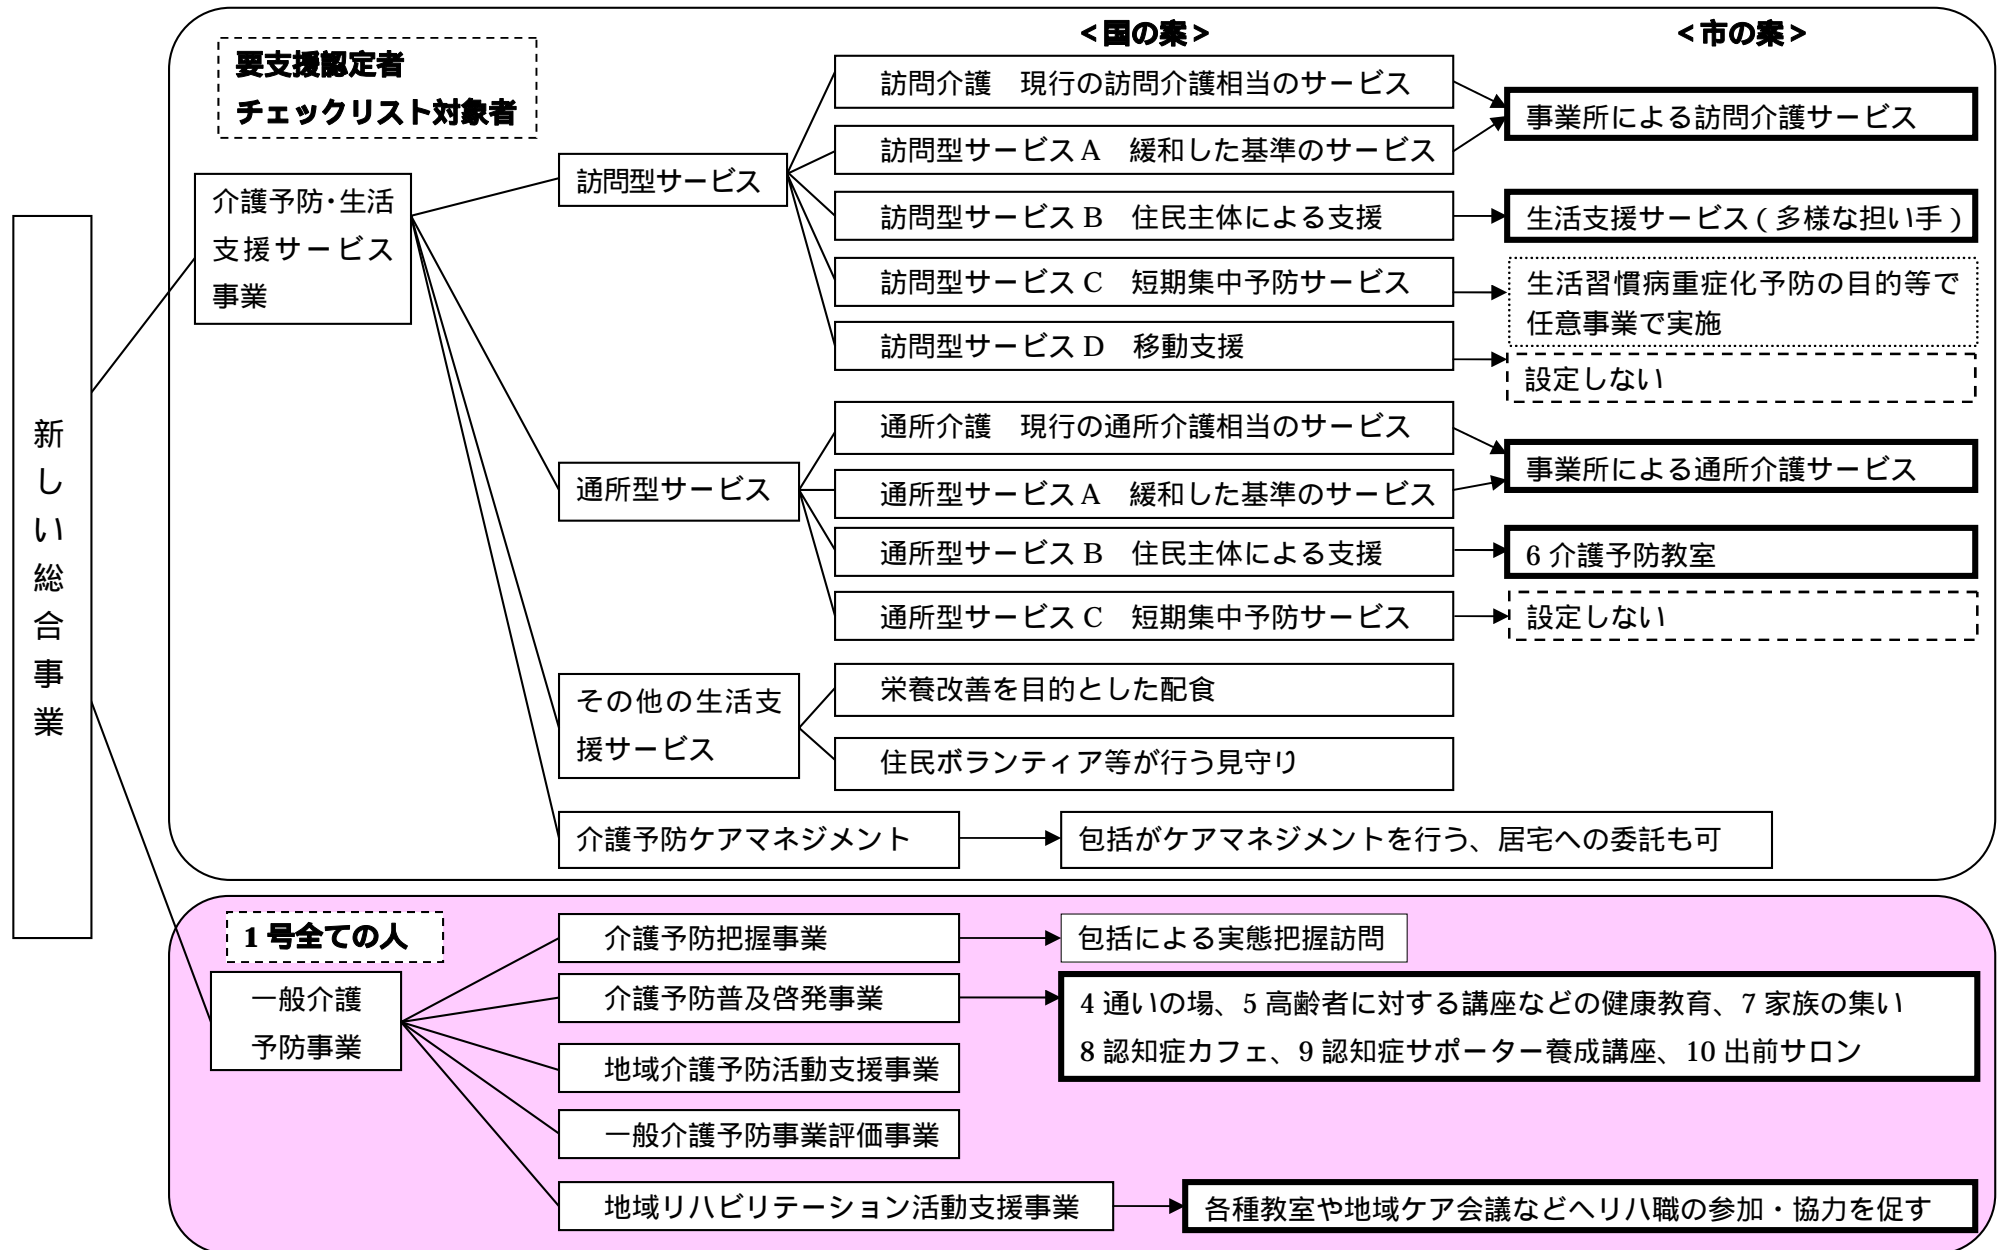 <国の案>
<市の案>
要支援認定者
チェックリスト対象者
新しい総合事業
介護予防･生活
支援サービス
事業
訪問型サービス
訪問介護　現行の訪問介護相当のサービス
訪問型サービスA　緩和した基準のサービス
訪問型サービス B　住民主体による支援
訪問型サービス C　短期集中予防サービス
訪問型サービス D　移動支援
事業所による訪問介護サービス
生活支援サービス(多様な担い手)
生活習慣病重症化予防の目的等で
任意事業で実施
設定しない
通所型サービス
通所介護　現行の通所介護相当のサービス
通所型サービスA　緩和した基準のサービス
通所型サービス B　住民主体による支援
通所型サービス C　短期集中予防サービス
事業所による通所介護サービス
6 介護予防教室
設定しない
その他の生活支
援サービス
栄養改善を目的とした配食
住民ボランティア等が行う見守り
介護予防ケアマネジメント
包括がケアマネジメントを行う、居宅への委託も可
1 号全ての人
一般介護
予防事業
介護予防把握事業
包括による実態把握訪問
介護予防普及啓発事業
4 通いの場、5 高齢者に対する講座などの健康教育、7 家族の集い
8 認知症カフェ、9 認知症サポーター養成講座、10 出前サロン
地域介護予防活動支援事業
一般介護予防事業評価事業
地域リハビリテーション活動支援事業
各種教室や地域ケア会議などへリハ職の参加・協力を促す